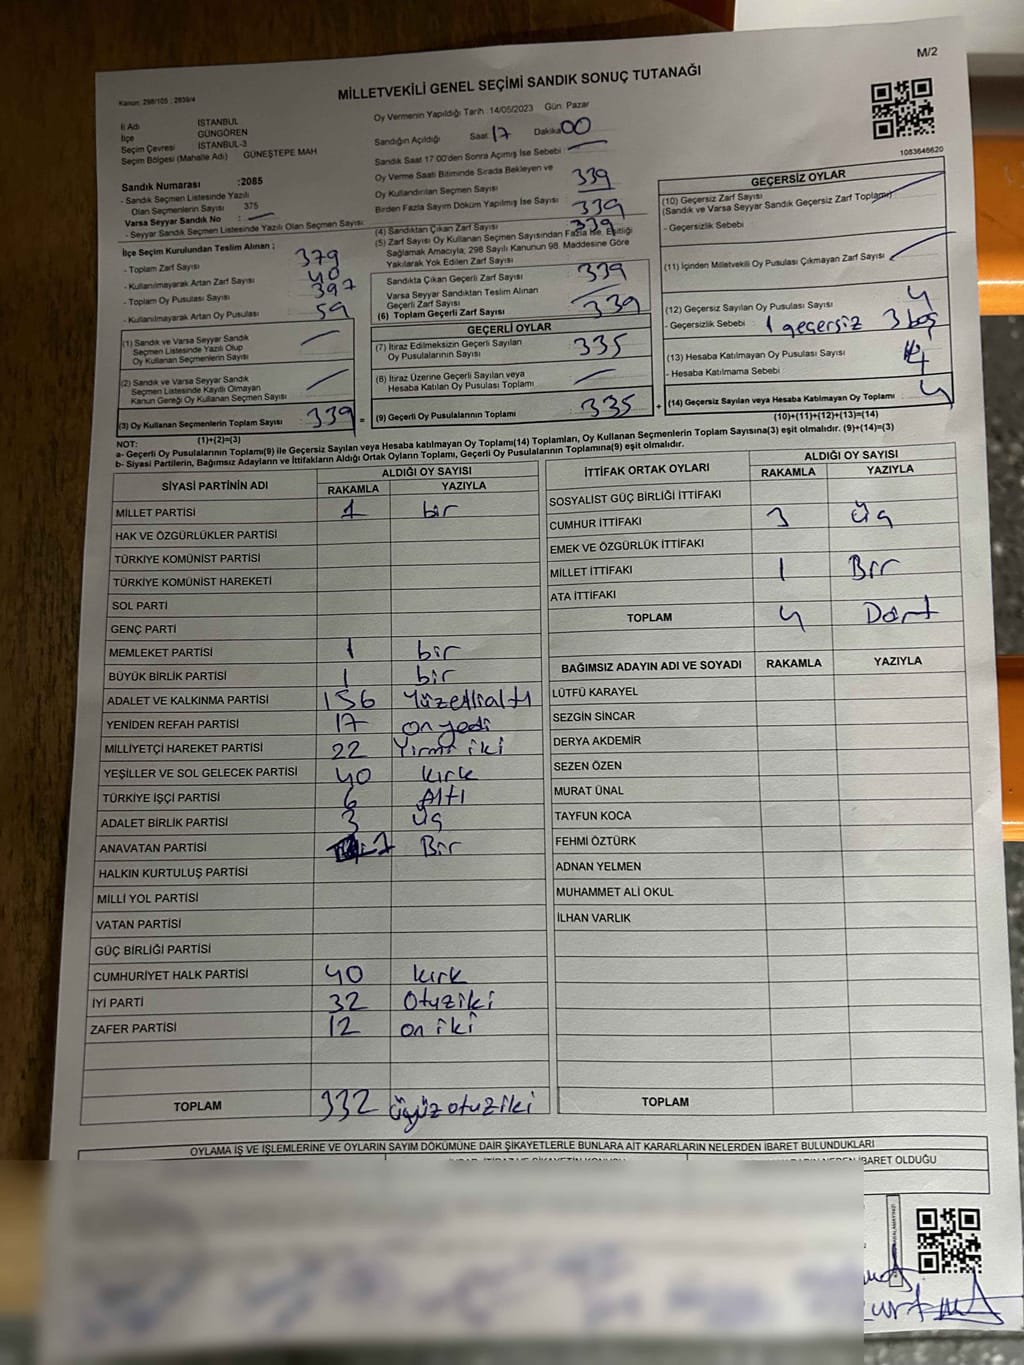 M/2
MİLLETVEKİLİ GENEL SEÇİMİ SANDIK SONUÇ TUTANAĞI
Kanun: 298/105 : 2839/4
İl Adı İSTANBUL
İlçe GÜNGÖREN
Seçim Çevresi İSTANBUL-3
Seçim Bölgesi (Mahalle Adı) GÜNEŞTEPE MAH
Sandık Numarası :2085
- Sandık Seçmen Listesinde Yazılı
Olan Seçmenlerin Sayısı 375
Varsa Seyyar Sandık No :
- Seyyar Sandık Seçmen Listesinde Yazılı Olan Seçmen Sayısı
Oy Vermenin Yapıldığı Tarih :14/05/2023 Gün: Pazar
Sandığın Açıldığı Saat 17 Dakika 00
Sandık Saat 17:00'den Sonra Açımış İse Sebebi :
Oy Verme Saati Bitiminde Sırada Bekleyen ve
Oy Kullandırılan Seçmen Sayısı 339
Birden Fazla Sayım Döküm Yapılmış İse Sayısı 339
(4) Sandıktan Çıkan Zarf Sayısı 339
(5) Zarf Sayısı Oy Kullanan Seçmen Sayısından Fazla İse, Eşitliği
Sağlamak Amacıyla; 298 Sayılı Kanunun 98. Maddesine Göre
Yakılarak Yok Edilen Zarf Sayısı
1083646620
İlçe Seçim Kurulundan Teslim Alınan ;
- Toplam Zarf Sayısı 379
- Kullanılmayarak Artan Zarf Sayısı 40
- Toplam Oy Pusulası Sayısı 397
- Kullanılmayarak Artan Oy Pusulası 59
(1) Sandık ve Varsa Seyyar Sandık
Seçmen Listesinde Yazılı Olup
Oy Kullanan Seçmenlerin Sayısı
(2) Sandık ve Varsa Seyyar Sandık
Seçmen Listesinde Kayıtlı Olmayan
Kanun Gereği Oy Kullanan Seçmen Sayısı
(3) Oy Kullanan Seçmenlerin Toplam Sayısı 339 =
(1)+(2)=(3)
Sandıkta Çıkan Geçerli Zarf Sayısı 339
Varsa Seyyar Sandıktan Teslim Alınan
Geçerli Zarf Sayısı
(6) Toplam Geçerli Zarf Sayısı 339
GEÇERLİ OYLAR
(7) İtiraz Edilmeksizin Geçerli Sayılan
Oy Pusulalarının Sayısı 335
(8) İtiraz Üzerine Geçerli Sayılan veya
Hesaba Katılan Oy Pusulası Toplamı
(9) Geçerli Oy Pusulalarının Toplamı 335 +
GEÇERSİZ OYLAR
(10) Geçersiz Zarf Sayısı
(Sandık ve Varsa Seyyar Sandık Geçersiz Zarf Toplamı)
- Geçersizlik Sebebi
(11) İçinden Milletvekili Oy Pusulası Çıkmayan Zarf Sayısı
(12) Geçersiz Sayılan Oy Pusulası Sayısı 4
- Geçersizlik Sebebi : 1 geçersiz 3 boş
(13) Hesaba Katılmayan Oy Pusulası Sayısı
- Hesaba Katılmama Sebebi
(14) Geçersiz Sayılan veya Hesaba Katılmayan Oy Toplamı 4
(10)+(11)+(12)+(13)=(14)
NOT:
a- Geçerli Oy Pusulalarının Toplamı(9) ile Geçersiz Sayılan veya Hesaba katılmayan Oy Toplamı(14) Toplamları, Oy Kullanan Seçmenlerin Toplam Sayısına(3) eşit olmalıdır. (9)+(14)=(3)
b- Siyasi Partilerin, Bağımsız Adayların ve İttifakların Aldığı Ortak Oyların Toplamı, Geçerli Oy Pusulalarının Toplamına(9) eşit olmalıdır.
SİYASİ PARTİNİN ADI ALDIĞI OY SAYISI
RAKAMLA YAZIYLA
MİLLET PARTİSİ 1 bir
HAK VE ÖZGÜRLÜKLER PARTİSİ
TÜRKİYE KOMÜNİST PARTİSİ
TÜRKİYE KOMÜNİST HAREKETİ
SOL PARTİ
GENÇ PARTİ
MEMLEKET PARTİSİ 1 bir
BÜYÜK BİRLİK PARTİSİ 1 bir
ADALET VE KALKINMA PARTİSİ 156 Yüzellialtı
YENİDEN REFAH PARTİSİ 17 on yedi
MİLLİYETÇİ HAREKET PARTİSİ 22 Yirmi iki
YEŞİLLER VE SOL GELECEK PARTİSİ 40 kırk
TÜRKİYE İŞÇİ PARTİSİ 6 Altı
ADALET BİRLİK PARTİSİ 3 üç
ANAVATAN PARTİSİ 1 Bir
HALKIN KURTULUŞ PARTİSİ
MİLLİ YOL PARTİSİ
VATAN PARTİSİ
GÜÇ BİRLİĞİ PARTİSİ
CUMHURİYET HALK PARTİSİ 40 kırk
İYİ PARTİ 32 Otuziki
ZAFER PARTİSİ 12 on iki
TOPLAM 332 üçyüz otuziki
İTTİFAK ORTAK OYLARI ALDIĞI OY SAYISI
RAKAMLA YAZIYLA
SOSYALİST GÜÇ BİRLİĞİ İTTİFAKI
CUMHUR İTTİFAKI 3 üç
EMEK VE ÖZGÜRLÜK İTTİFAKI
MİLLET İTTİFAKI 1 Bir
ATA İTTİFAKI
TOPLAM 4 Dört
BAĞIMSIZ ADAYIN ADI VE SOYADI RAKAMLA YAZIYLA
LÜTFÜ KARAYEL
SEZGİN SİNCAR
DERYA AKDEMİR
SEZEN ÖZEN
MURAT ÜNAL
TAYFUN KOCA
FEHMİ ÖZTÜRK
ADNAN YELMEN
MUHAMMET ALİ OKUL
İLHAN VARLIK
TOPLAM
OYLAMA İŞ VE İŞLEMLERİNE VE OYLARIN SAYIM DÖKÜMÜNE DAİR ŞİKAYETLERLE BUNLARA AİT KARARLARIN NELERDEN İBARET BULUNDUKLARI
İBARET OLDUĞU